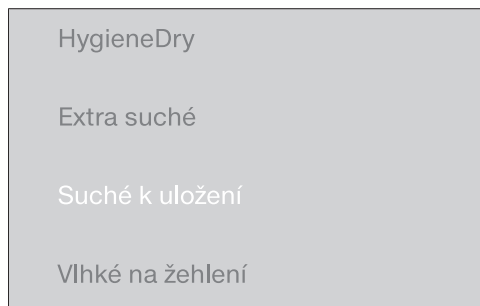 HygieneDry
Extra suché
Suché k uložení
Vlhké na žehlení